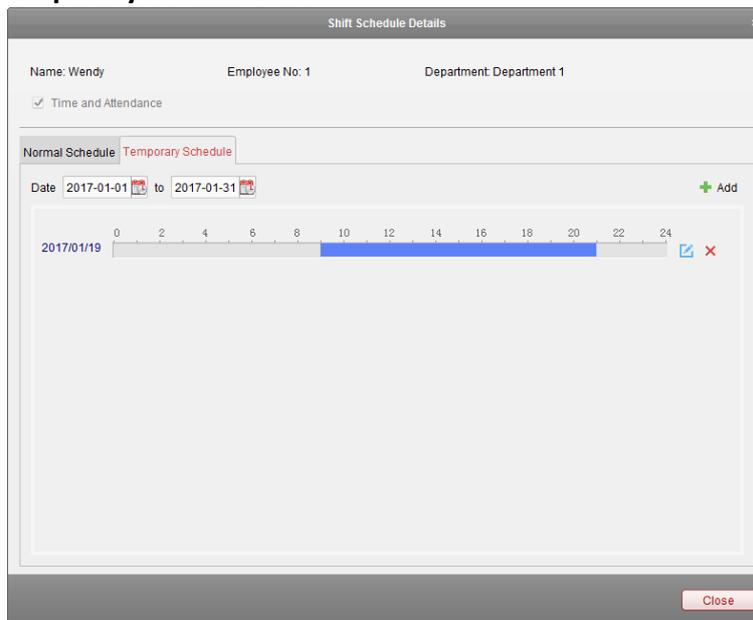 Shift Schedule Details
Name: Wendy Employee No: 1 Department: Department 1
Time and Attendance
Normal Schedule Temporary Schedule
Date 2017-01-01 to 2017-01-31 Add
0 2 4 6 8 10 12 14 16 18 20 22 24
2017/01/19
Close